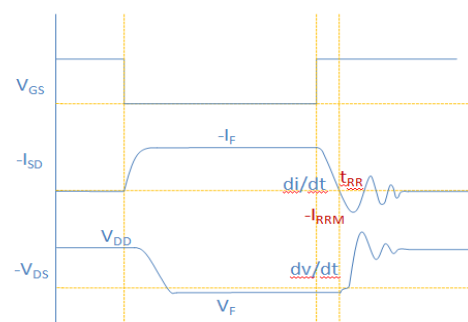 VGS
-IF
-ISD
di/dt
tRR
-IRRM
VDD
dv/dt
-VDS
VF